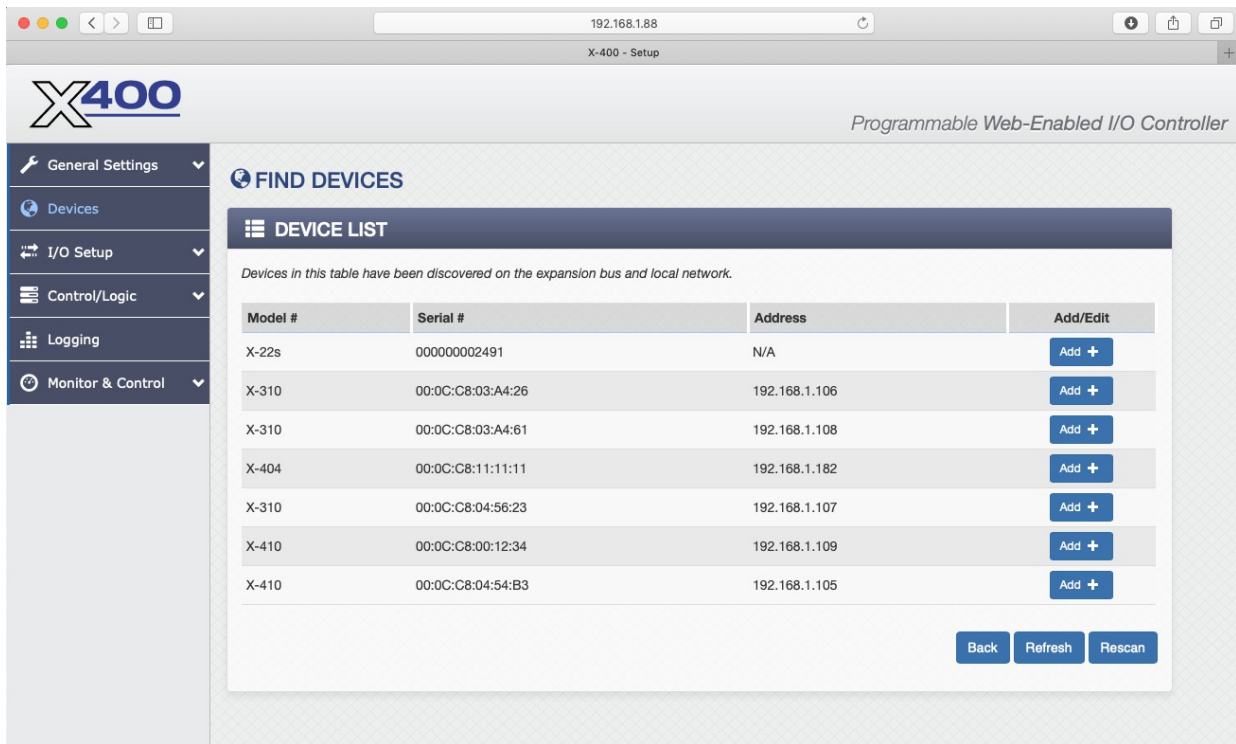 192.168.1.88
X-400 - Setup
X400
Programmable Web-Enabled I/O Controller
General Settings
Devices
I/O Setup
Control/Logic
Logging
Monitor & Control
FIND DEVICES
DEVICE LIST
Devices in this table have been discovered on the expansion bus and local network.
Model # Serial # Address Add/Edit
X-22s 000000002491 N/A Add +
X-310 00:0C:C8:03:A4:26 192.168.1.106 Add +
X-310 00:0C:C8:03:A4:61 192.168.1.108 Add +
X-404 00:0C:C8:11:11:11 192.168.1.182 Add +
X-310 00:0C:C8:04:56:23 192.168.1.107 Add +
X-410 00:0C:C8:00:12:34 192.168.1.109 Add +
X-410 00:0C:C8:04:54:B3 192.168.1.105 Add +
Back Refresh Rescan